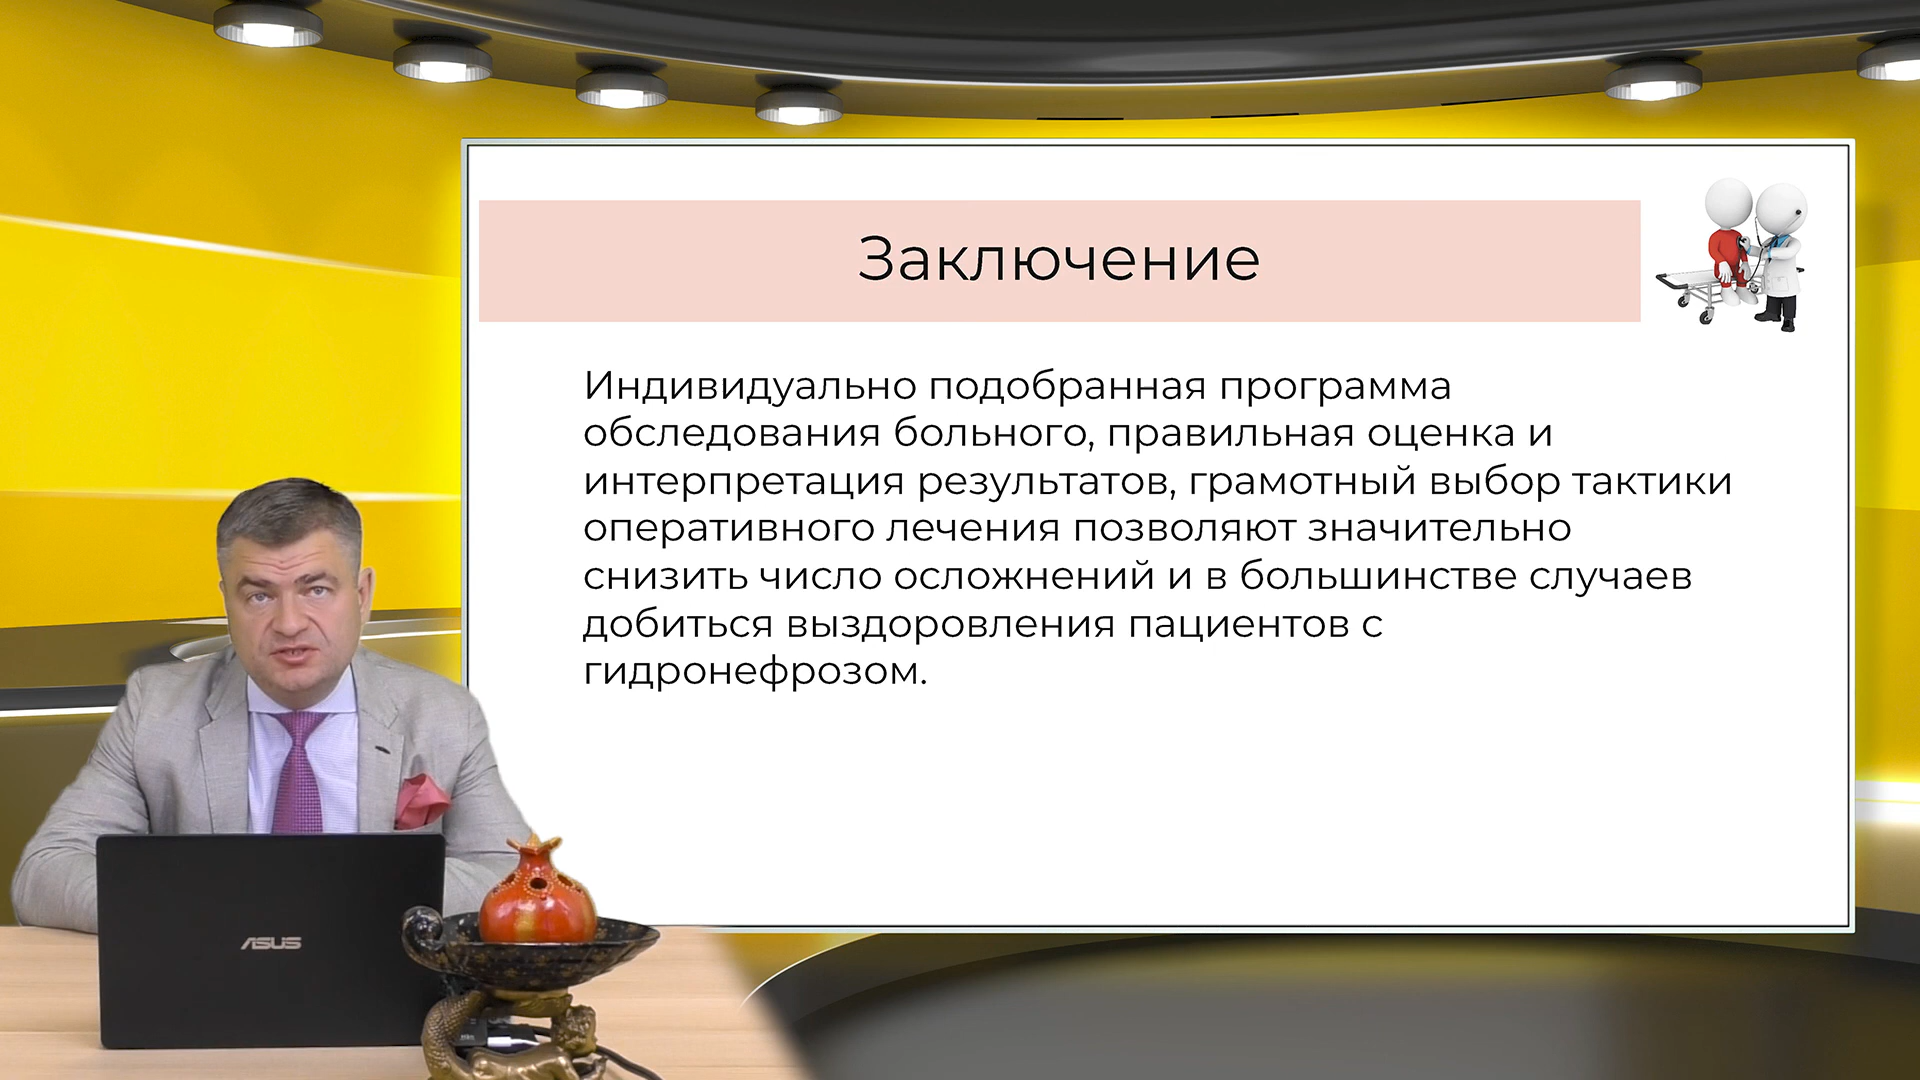 Заключение
Индивидуально подобранная программа
обследования больного, правильная оценка и
интерпретация результатов, грамотный выбор тактики
оперативного лечения позволяют значительно
снизить число осложнений и в большинстве случаев
добиться выздоровления пациентов с
гидронефрозом.
ASUS